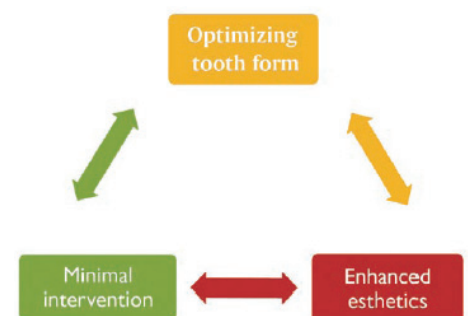 Optimizing
tooth form
Minimal
intervention
Enhanced
esthetics